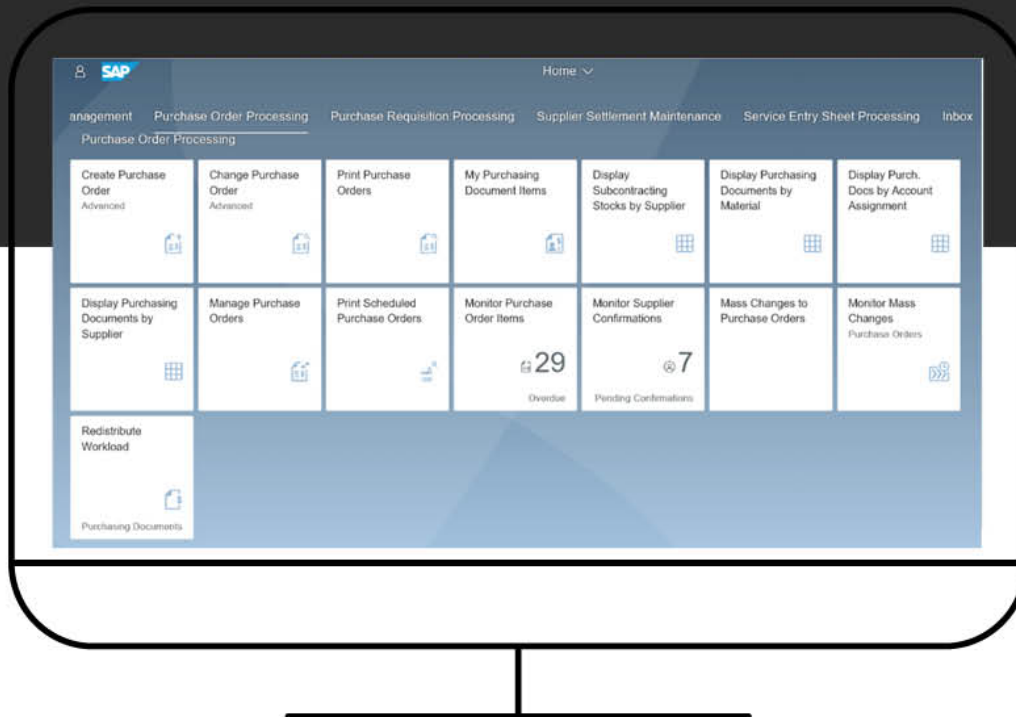 SAP
Home
anagement Purchase Order Processing Purchase Requisition Processing Supplier Settlement Maintenance Service Entry Sheet Processing Inbox
Purchase Order Processing
Create Purchase
Order
Advanced
Change Purchase
Order
Advanced
Print Purchase
Orders
My Purchasing
Document Items
Display
Subcontracting
Stocks by Supplier
Display Purchasing
Documents by
Material
Display Purch.
Docs by Account
Assignment
Display Purchasing
Documents by
Supplier
Manage Purchase
Orders
Print Scheduled
Purchase Orders
Monitor Purchase
Order Items
29
Overdue
Monitor Supplier
Confirmations
7
Pending Confirmations
Mass Changes to
Purchase Orders
Monitor Mass
Changes
Purchase Orders
Redistribute
Workload
Purchasing Documents